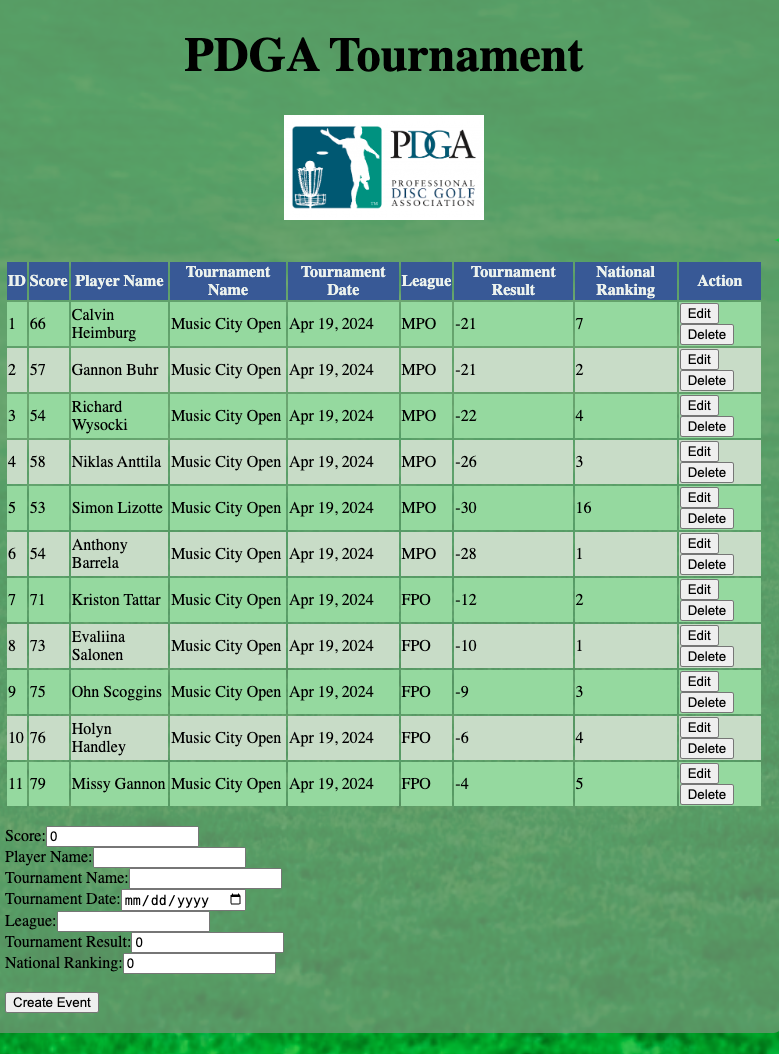 PDGA Tournament
PDGA
PROFESSIONAL
DISC GOLF
ASSOCIATION
TM
ID Score Player Name Tournament Name Tournament Date League Tournament Result National Ranking Action
1 66 Calvin Heimburg Music City Open Apr 19, 2024 MPO -21 7 Edit Delete
2 57 Gannon Buhr Music City Open Apr 19, 2024 MPO -21 2 Edit Delete
3 54 Richard Wysocki Music City Open Apr 19, 2024 MPO -22 4 Edit Delete
4 58 Niklas Anttila Music City Open Apr 19, 2024 MPO -26 3 Edit Delete
5 53 Simon Lizotte Music City Open Apr 19, 2024 MPO -30 16 Edit Delete
6 54 Anthony Barrela Music City Open Apr 19, 2024 MPO -28 1 Edit Delete
7 71 Kriston Tattar Music City Open Apr 19, 2024 FPO -12 2 Edit Delete
8 73 Evaliina Salonen Music City Open Apr 19, 2024 FPO -10 1 Edit Delete
9 75 Ohn Scoggins Music City Open Apr 19, 2024 FPO -9 3 Edit Delete
10 76 Holyn Handley Music City Open Apr 19, 2024 FPO -6 4 Edit Delete
11 79 Missy Gannon Music City Open Apr 19, 2024 FPO -4 5 Edit Delete
Score: 0
Player Name:
Tournament Name:
Tournament Date: mm/dd/yyyy
League:
Tournament Result: 0
National Ranking: 0
Create Event